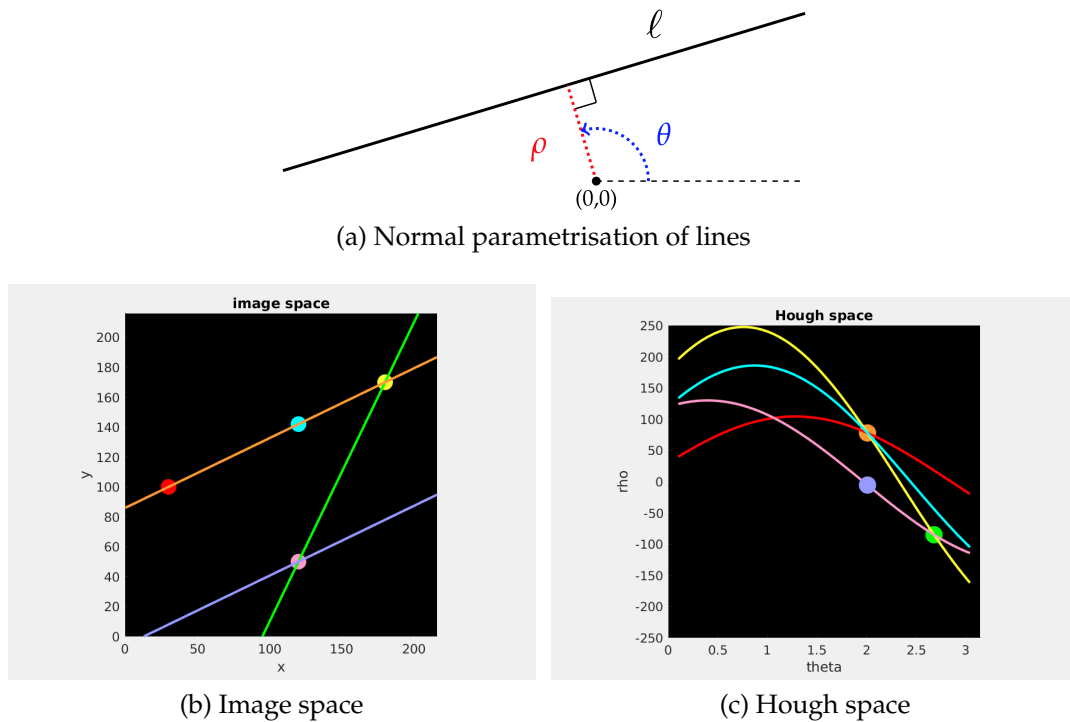 ℓ
ρ
θ
(0,0)
(a) Normal parametrisation of lines
image space
200
180
160
140
120
100
80
60
40
20
0
y
0 50 100 150 200
x
(b) Image space
Hough space
250
200
150
100
50
0
-50
-100
-150
-200
-250
rho
0 0.5 1 1.5 2 2.5 3
theta
(c) Hough space